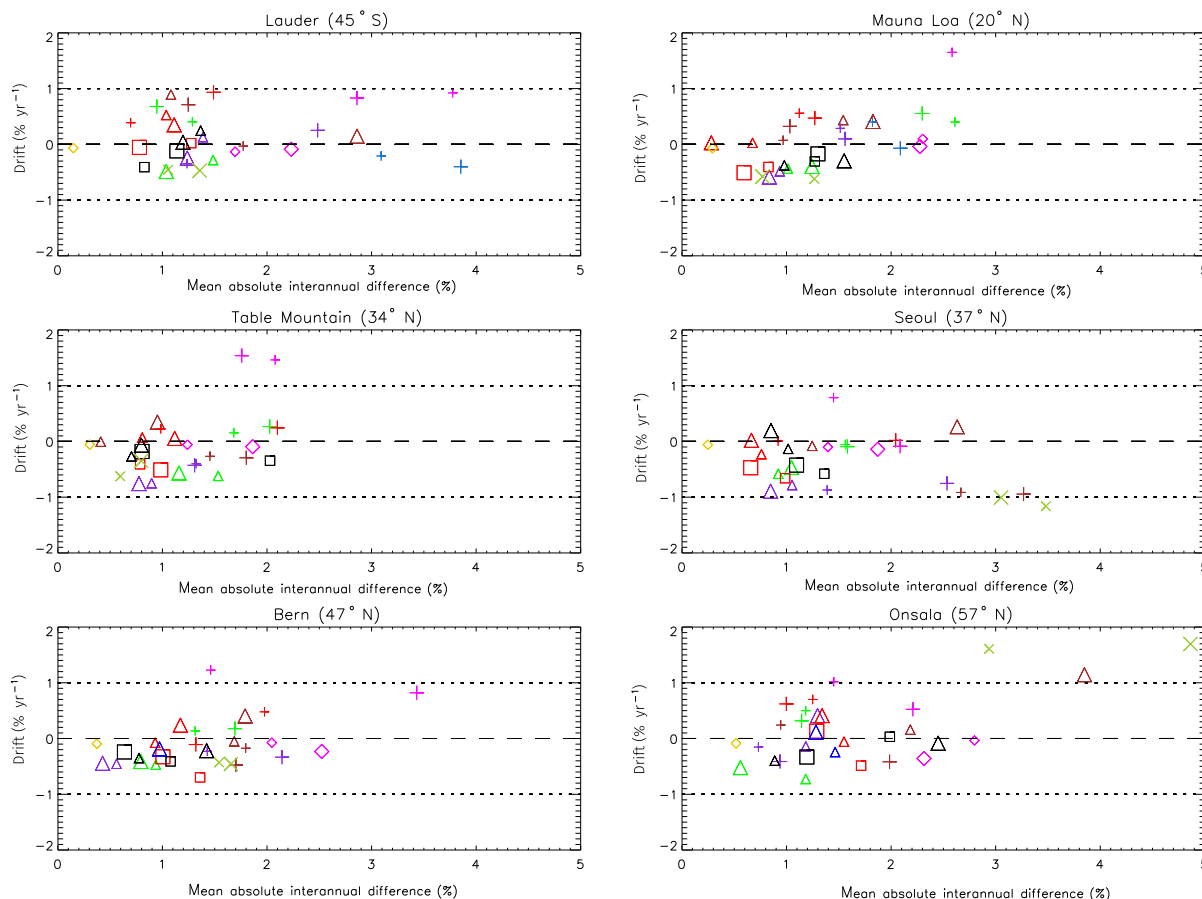 Lauder (45° S)
2
1
0
−1
−2
Drift (% yr⁻¹)
0 1 2 3 4 5
Mean absolute interannual difference (%)
Mauna Loa (20° N)
2
1
0
−1
−2
Drift (% yr⁻¹)
0 1 2 3 4 5
Mean absolute interannual difference (%)
Table Mountain (34° N)
2
1
0
−1
−2
Drift (% yr⁻¹)
0 1 2 3 4 5
Mean absolute interannual difference (%)
Seoul (37° N)
2
1
0
−1
−2
Drift (% yr⁻¹)
0 1 2 3 4 5
Mean absolute interannual difference (%)
Bern (47° N)
2
1
0
−1
−2
Drift (% yr⁻¹)
0 1 2 3 4 5
Mean absolute interannual difference (%)
Onsala (57° N)
2
1
0
−1
−2
Drift (% yr⁻¹)
0 1 2 3 4 5
Mean absolute interannual difference (%)